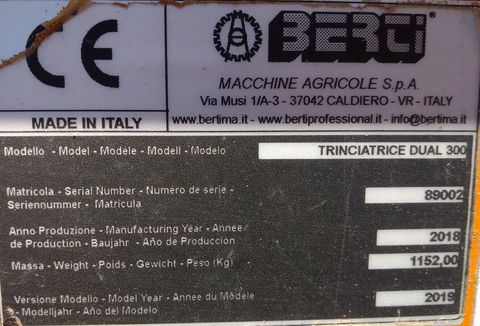 CE
BERTI
MACCHINE AGRICOLE S.p.A.
Via Musi 1/A-3 - 37042 CALDIERO - VR - ITALY
MADE IN ITALY
www.bertima.it - www.bertiprofessional.it - info@bertima.it
Modello - Model - Modèle - Modell - Modelo
TRINCIATRICE DUAL 300
Matricola - Serial Number - Numero de serie -
Seriennummer - Matricula
89002
Anno Produzione - Manufacturing Year - Annee
de Production - Baujahr - Año de Producción
2018
Massa - Weight - Poids - Gewicht - Peso (Kg)
1152,00
Versione Modello - Model Year - Annee du Modele
- Modelljahr - Año del Modelo
2019